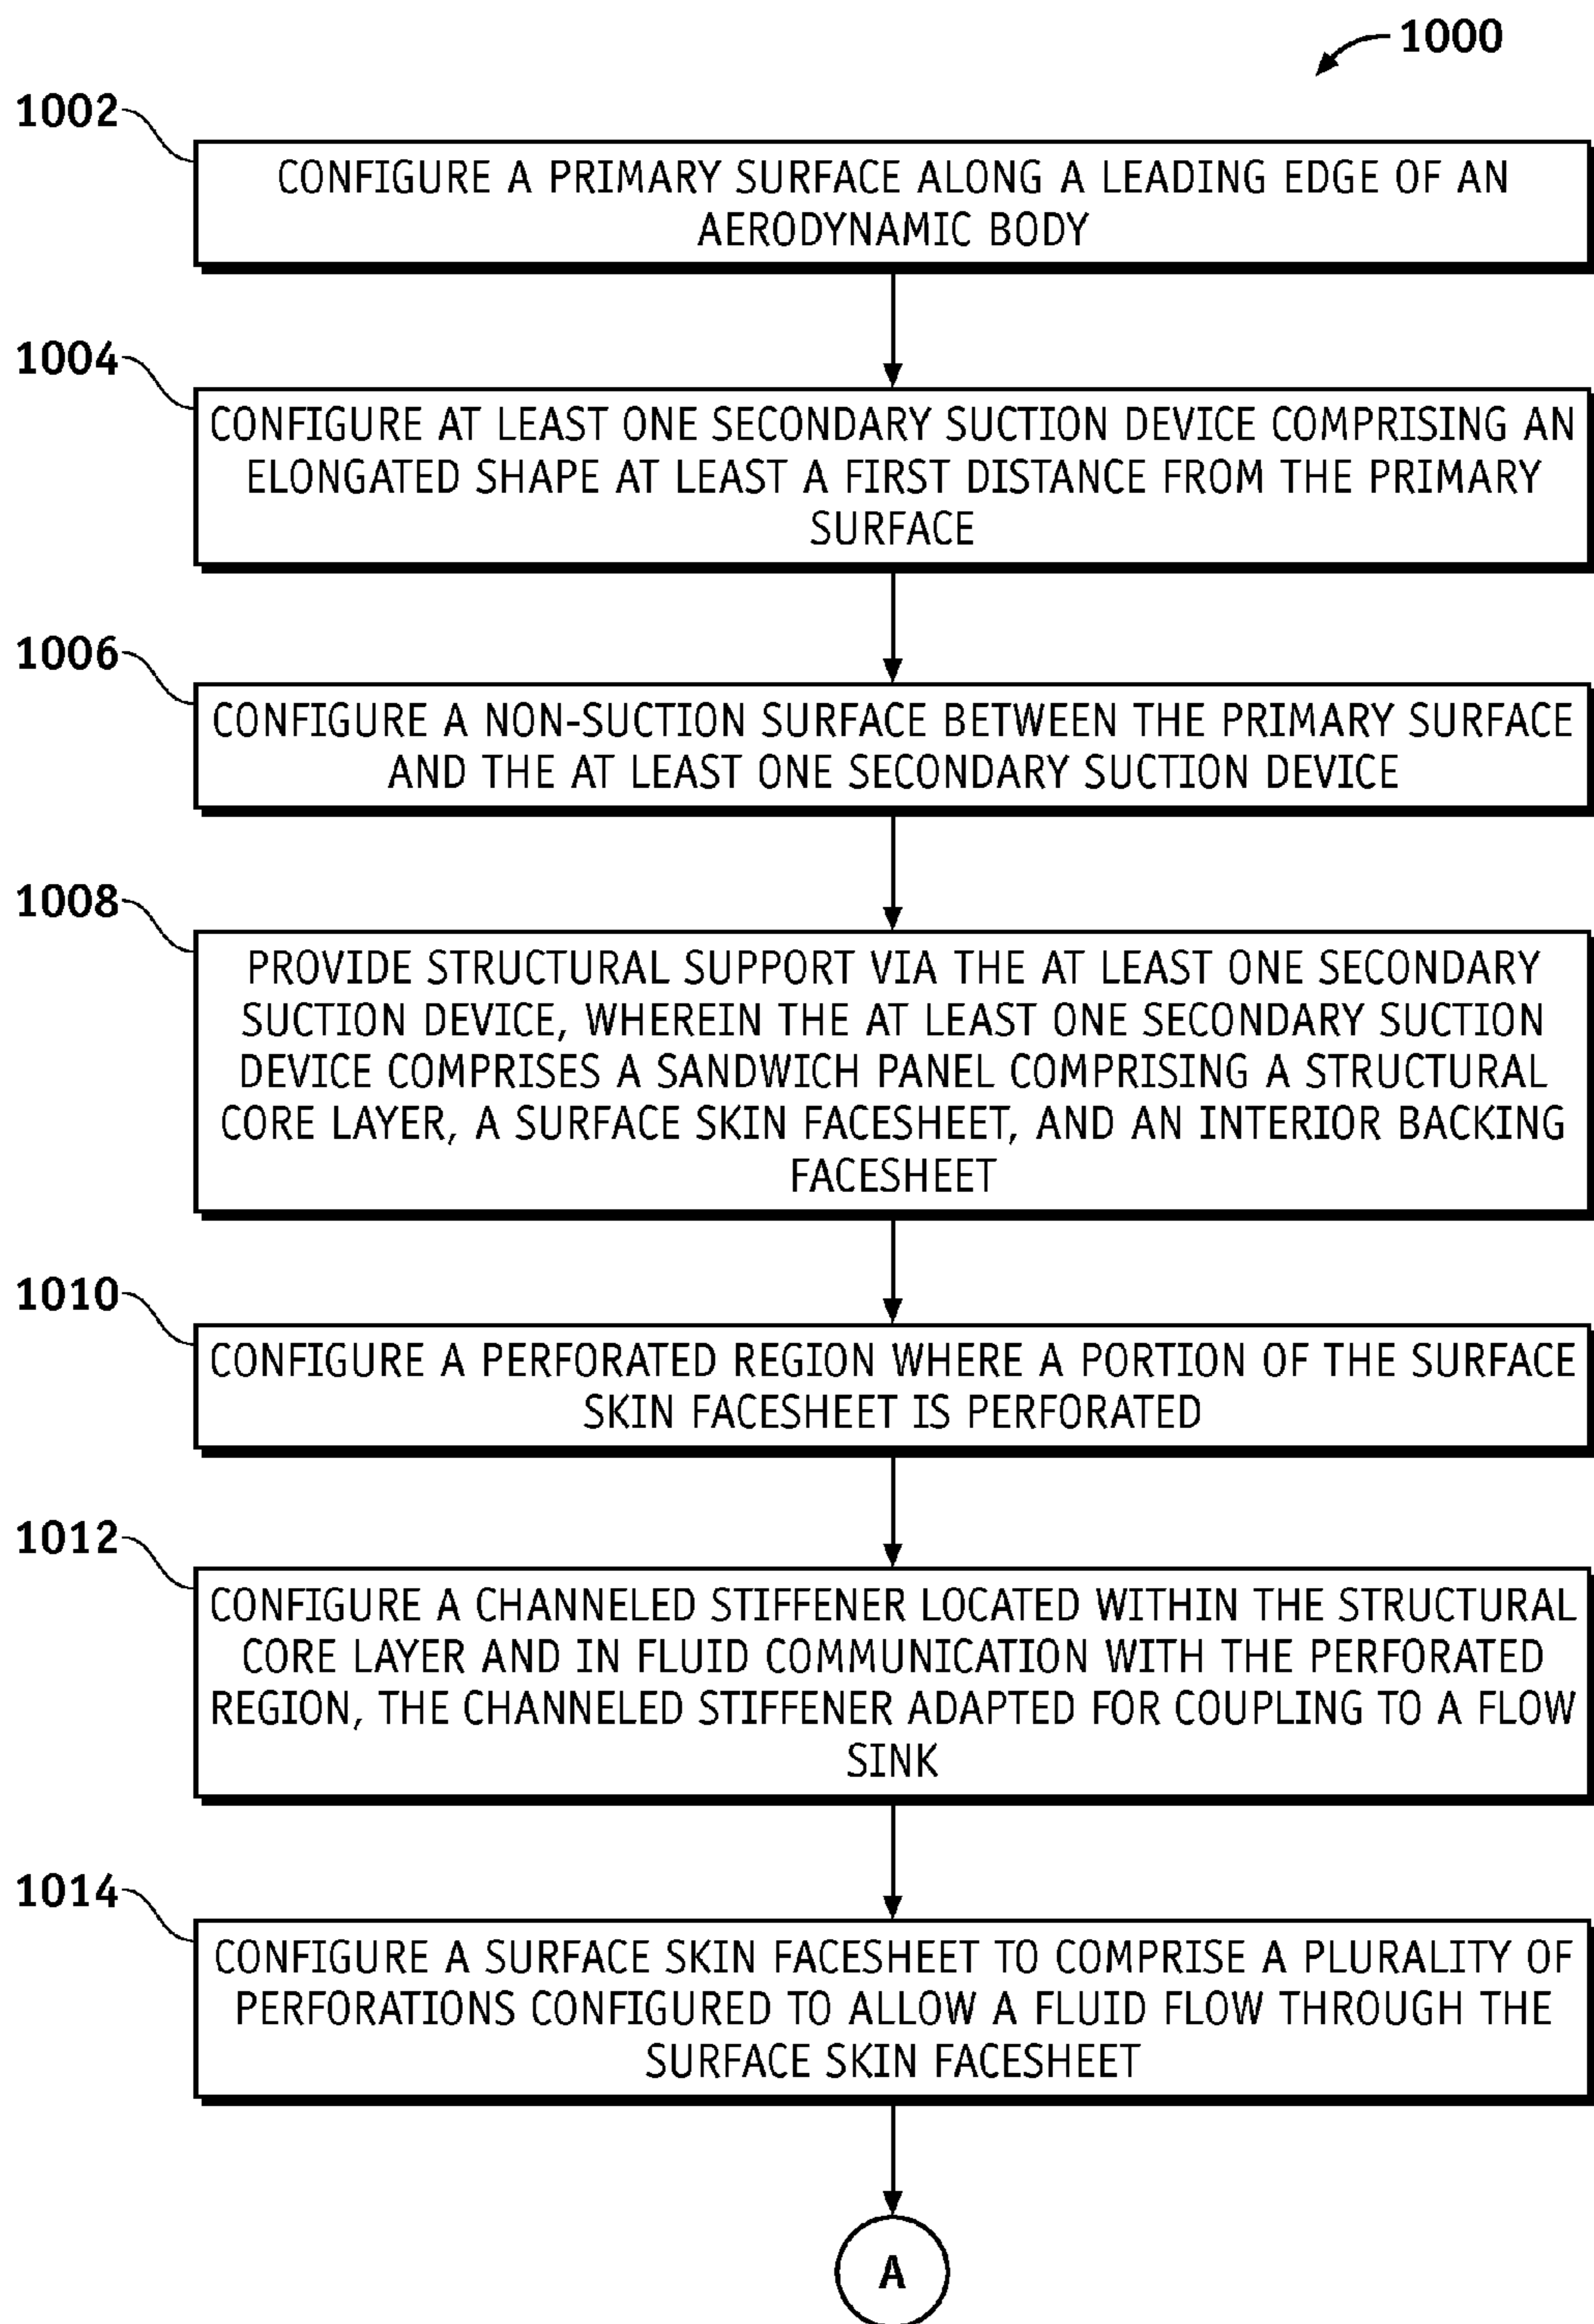 1000
1002
CONFIGURE A PRIMARY SURFACE ALONG A LEADING EDGE OF AN
AERODYNAMIC BODY
1004
CONFIGURE AT LEAST ONE SECONDARY SUCTION DEVICE COMPRISING AN
ELONGATED SHAPE AT LEAST A FIRST DISTANCE FROM THE PRIMARY
SURFACE
1006
CONFIGURE A NON-SUCTION SURFACE BETWEEN THE PRIMARY SURFACE
AND THE AT LEAST ONE SECONDARY SUCTION DEVICE
1008
PROVIDE STRUCTURAL SUPPORT VIA THE AT LEAST ONE SECONDARY
SUCTION DEVICE, WHEREIN THE AT LEAST ONE SECONDARY SUCTION
DEVICE COMPRISES A SANDWICH PANEL COMPRISING A STRUCTURAL
CORE LAYER, A SURFACE SKIN FACESHEET, AND AN INTERIOR BACKING
FACESHEET
1010
CONFIGURE A PERFORATED REGION WHERE A PORTION OF THE SURFACE
SKIN FACESHEET IS PERFORATED
1012
CONFIGURE A CHANNELED STIFFENER LOCATED WITHIN THE STRUCTURAL
CORE LAYER AND IN FLUID COMMUNICATION WITH THE PERFORATED
REGION, THE CHANNELED STIFFENER ADAPTED FOR COUPLING TO A FLOW
SINK
1014
CONFIGURE A SURFACE SKIN FACESHEET TO COMPRISE A PLURALITY OF
PERFORATIONS CONFIGURED TO ALLOW A FLUID FLOW THROUGH THE
SURFACE SKIN FACESHEET
A